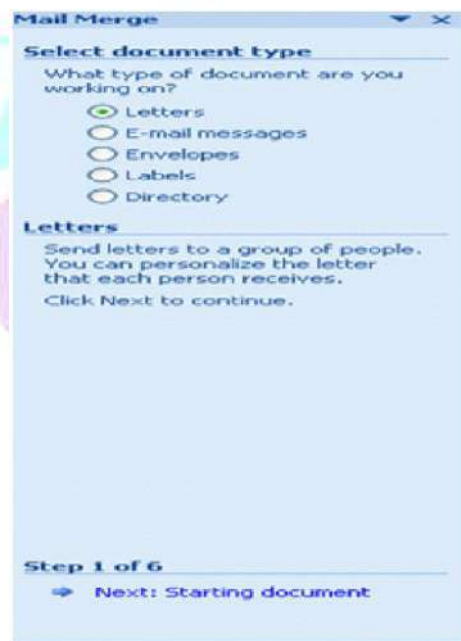 Mail Merge
Select document type
What type of document are you
working on?
Letters
E-mail messages
Envelopes
Labels
Directory
Letters
Send letters to a group of people.
You can personalize the letter
that each person receives.
Click Next to continue.
Step 1 of 6
Next: Starting document